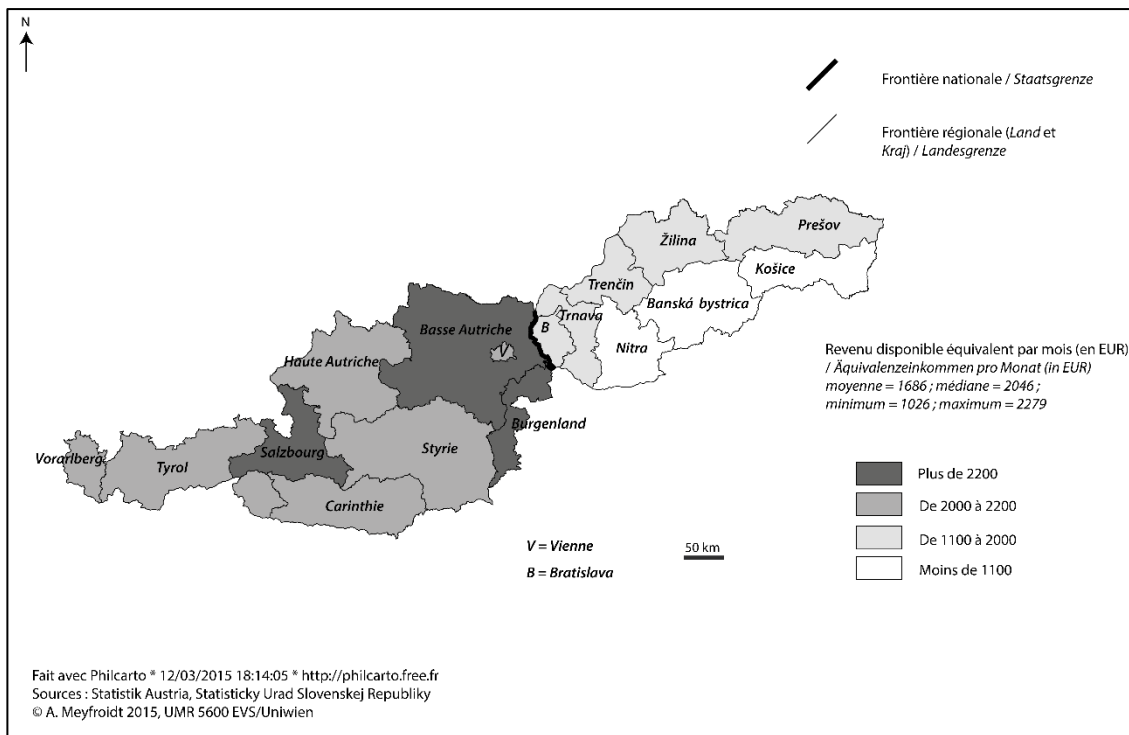 N
Frontière nationale / Staatsgrenze
Frontière régionale (Land et
Kraj) / Landesgrenze
Prešov
Žilina
Košice
Trenčín
Banská bystrica
Trnava
B
Basse Autriche
V
Nitra
Haute Autriche
Revenu disponible équivalent par mois (en EUR)
/ Äquivalenzeinkommen pro Monat (in EUR)
moyenne = 1686 ; médiane = 2046 ;
minimum = 1026 ; maximum = 2279
Burgenland
Styrie
Salzbourg
Vorarlberg
Tyrol
Carinthie
Plus de 2200
De 2000 à 2200
De 1100 à 2000
Moins de 1100
V = Vienne
B = Bratislava
50 km
Fait avec Philcarto * 12/03/2015 18:14:05 * http://philcarto.free.fr
Sources : Statistik Austria, Statisticky Urad Slovenskej Republiky
© A. Meyfroidt 2015, UMR 5600 EVS/Uniwien